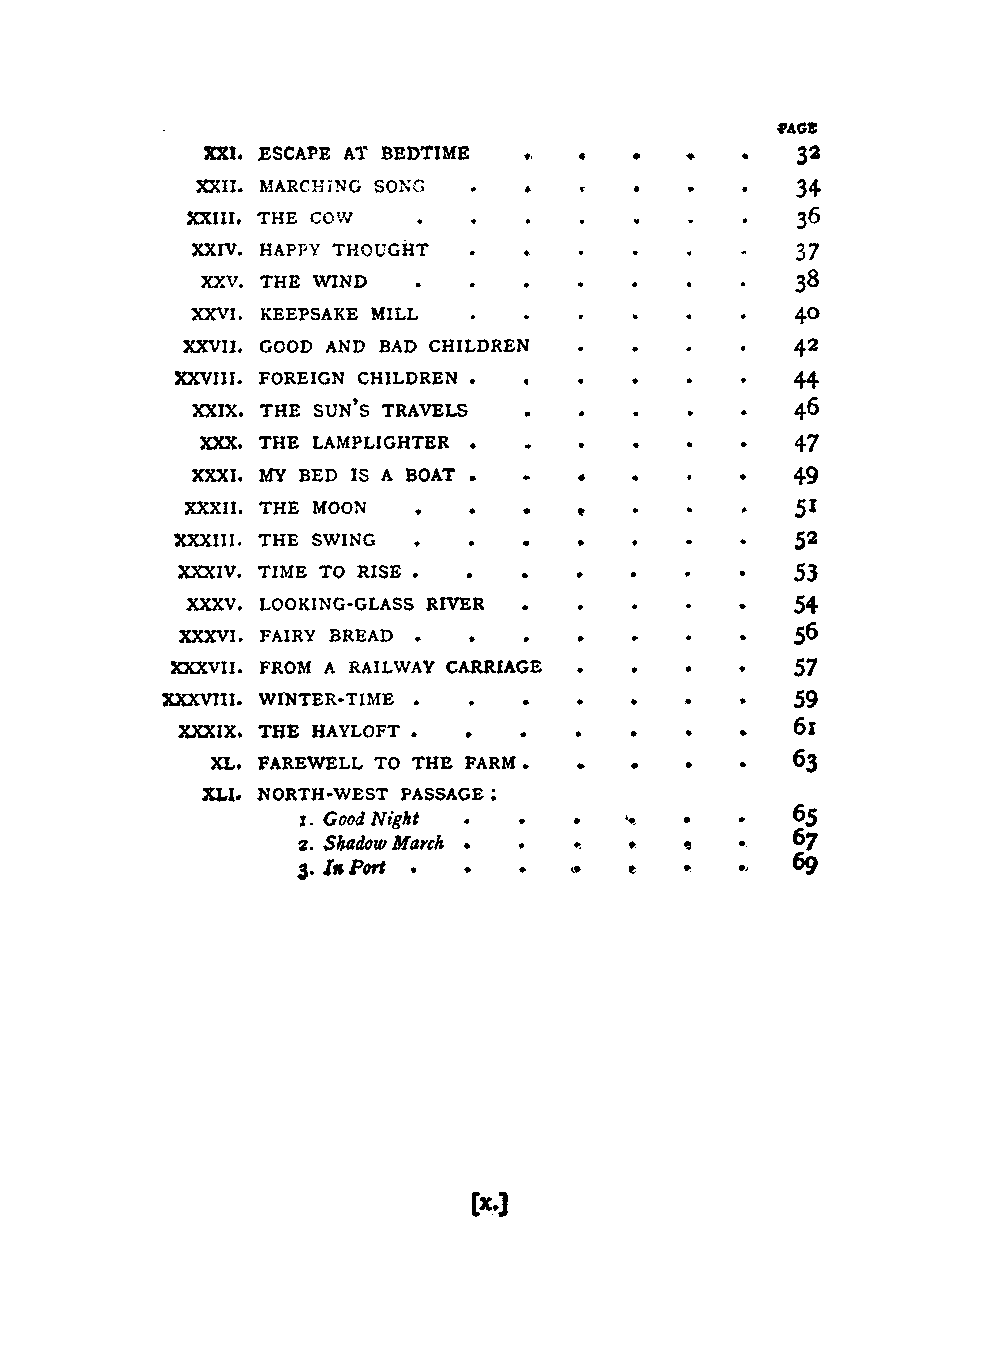 PAGE
XXI. ESCAPE AT BEDTIME . . . . . 32
XXII. MARCHING SONG . . . . . . 34
XXIII. THE COW . . . . . . . 36
XXIV. HAPPY THOUGHT . . . . . . 37
XXV. THE WIND . . . . . . . 38
XXVI. KEEPSAKE MILL . . . . . . 40
XXVII. GOOD AND BAD CHILDREN . . . . 42
XXVIII. FOREIGN CHILDREN . . . . . . 44
XXIX. THE SUN'S TRAVELS . . . . . 46
XXX. THE LAMPLIGHTER . . . . . . 47
XXXI. MY BED IS A BOAT . . . . . . 49
XXXII. THE MOON . . . . . . . 51
XXXIII. THE SWING . . . . . . . 52
XXXIV. TIME TO RISE . . . . . . . 53
XXXV. LOOKING-GLASS RIVER . . . . . 54
XXXVI. FAIRY BREAD . . . . . . . 56
XXXVII. FROM A RAILWAY CARRIAGE . . . . 57
XXXVIII. WINTER-TIME . . . . . . . 59
XXXIX. THE HAYLOFT . . . . . . . 61
XL. FAREWELL TO THE FARM . . . . . 63
XLI. NORTH-WEST PASSAGE :
1. Good Night . . . . . . 65
2. Shadow March . . . . . . 67
3. In Port . . . . . . . 69
[x.]